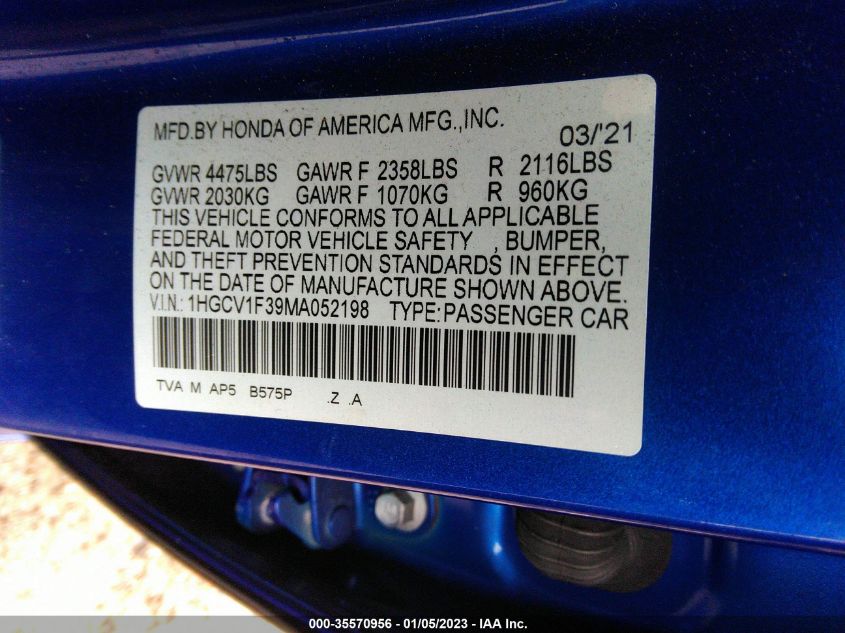 MFD.BY HONDA OF AMERICA MFG.,INC. 03/'21
GVWR 4475LBS GAWR F 2358LBS R 2116LBS
GVWR 2030KG GAWR F 1070KG R 960KG
THIS VEHICLE CONFORMS TO ALL APPLICABLE
FEDERAL MOTOR VEHICLE SAFETY , BUMPER,
AND THEFT PREVENTION STANDARDS IN EFFECT
ON THE DATE OF MANUFACTURE SHOWN ABOVE.
V.I.N.: 1HGCV1F39MA052198 TYPE:PASSENGER CAR
TVA M AP5 B575P .Z .A
000-35570956 — 01/05/2023 — IAA Inc.